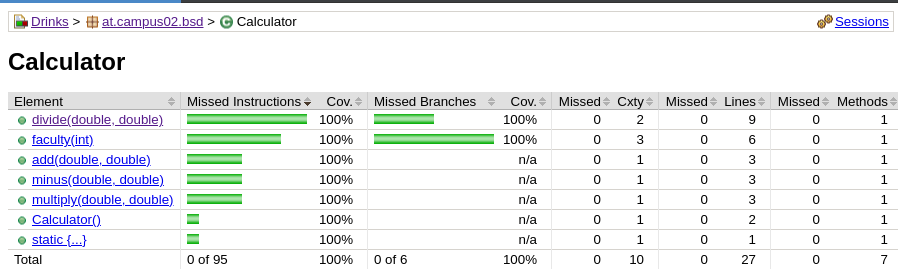 Drinks > at.campus02.bsd > Calculator Sessions
Calculator
Element Missed Instructions Cov. Missed Branches Cov. Missed Cxty Missed Lines Missed Methods
divide(double, double) 100% 100% 0 2 0 9 0 1
faculty(int) 100% 100% 0 3 0 6 0 1
add(double, double) 100% n/a 0 1 0 3 0 1
minus(double, double) 100% n/a 0 1 0 3 0 1
multiply(double, double) 100% n/a 0 1 0 3 0 1
Calculator() 100% n/a 0 1 0 2 0 1
static {...} 100% n/a 0 1 0 1 0 1
Total 0 of 95 100% 0 of 6 100% 0 10 0 27 0 7